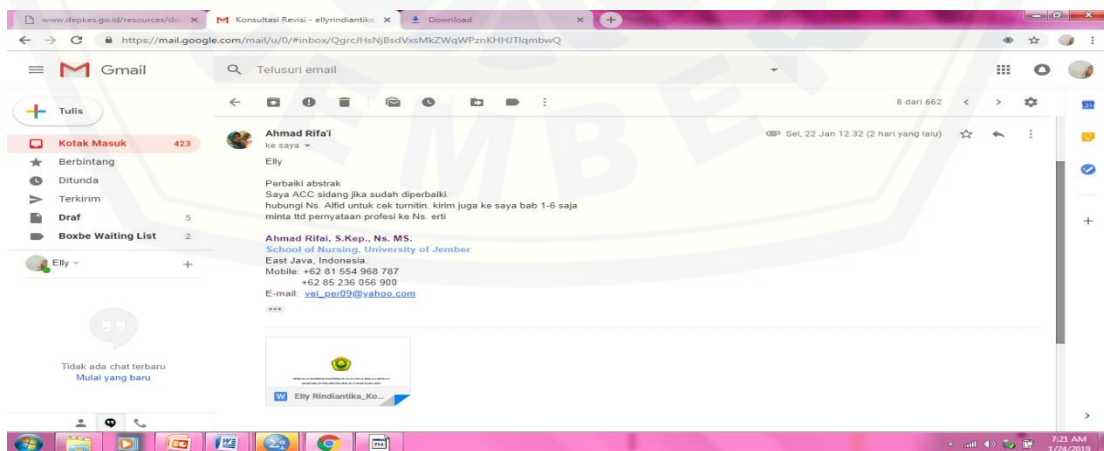 www.depkes.go.id/resources/do
Konsultasi Revisi - ellyrindiantika
Download
https://mail.google.com/mail/u/0/#inbox/QgrcJHsNjBsdVxsMkZWqWPznKHHJTlqmbwQ
Gmail
Telusuri email
Tulis
8 dari 662
Kotak Masuk 423
Berbintang
Ditunda
Terkirim
Draf 5
Boxbe Waiting List 2
Elly
Tidak ada chat terbaru
Mulai yang baru
Ahmad Rifa'i
Sel, 22 Jan 12.32 (2 hari yang lalu)
ke saya
Elly
Perbaiki abstrak
Saya ACC sidang jika sudah diperbaiki.
hubungi Ns. Alfid untuk cek turnitin. kirim juga ke saya bab 1-6 saja
minta ttd pernyataan profesi ke Ns. erti
Ahmad Rifai, S.Kep., Ns. MS.
School of Nursing, University of Jember
East Java, Indonesia.
Mobile: +62 81 554 968 787
+62 85 236 056 900
E-mail: vei_per09@yahoo.com
W Elly Rindiantika_Ko...
EMBER
7:21 AM
1/24/2019